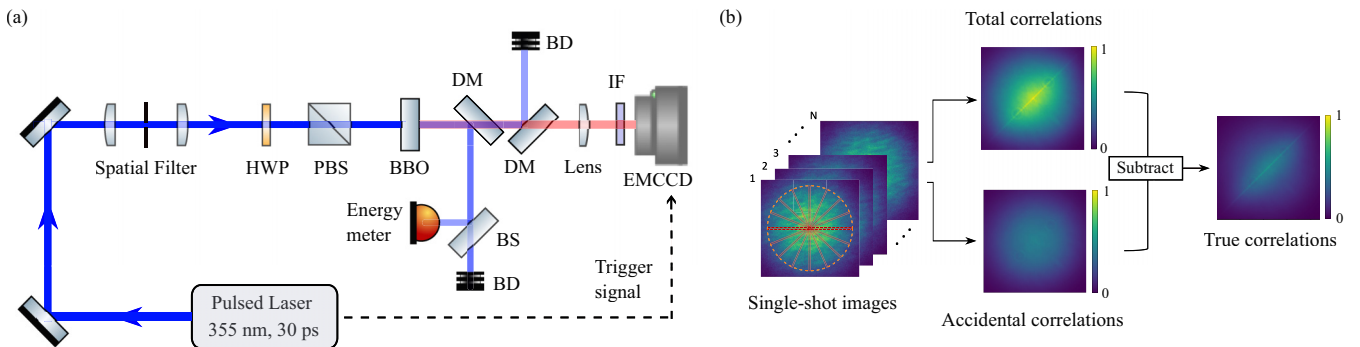 (a)
BD
DM
IF
Spatial Filter
HWP
PBS
BBO
DM
Lens
EMCCD
Energy
meter
BS
BD
Trigger
signal
Pulsed Laser
355 nm, 30 ps
(b)
Total correlations
1
0
N
3
2
1
Single-shot images
Subtract
1
0
Accidental correlations
1
0
True correlations